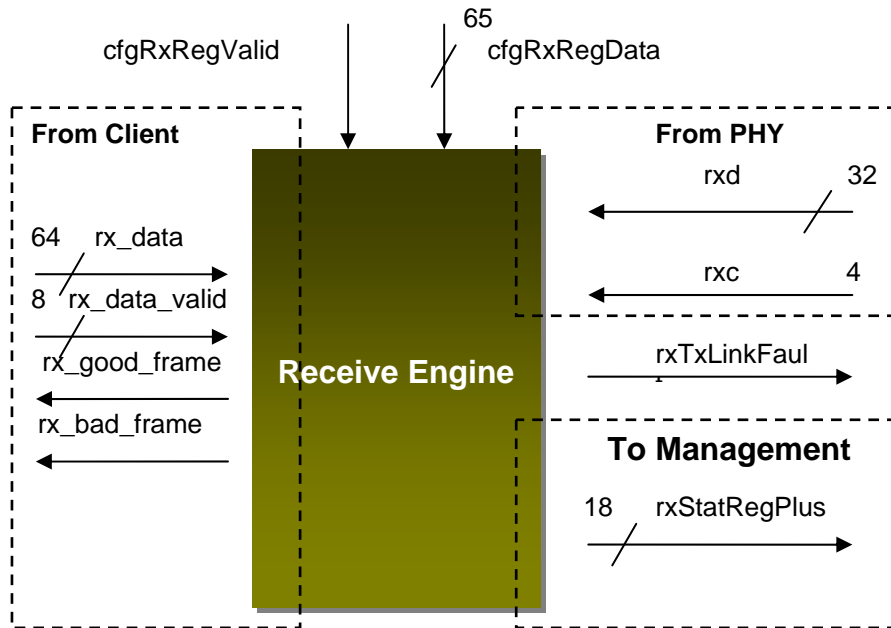 65
cfgRxRegValid
cfgRxRegData
From Client
From PHY
rxd 32
64 rx_data
rxc 4
8 rx_data_valid
rx_good_frame
rxTxLinkFaul
Receive Engine
rx_bad_frame
To Management
18 rxStatRegPlus